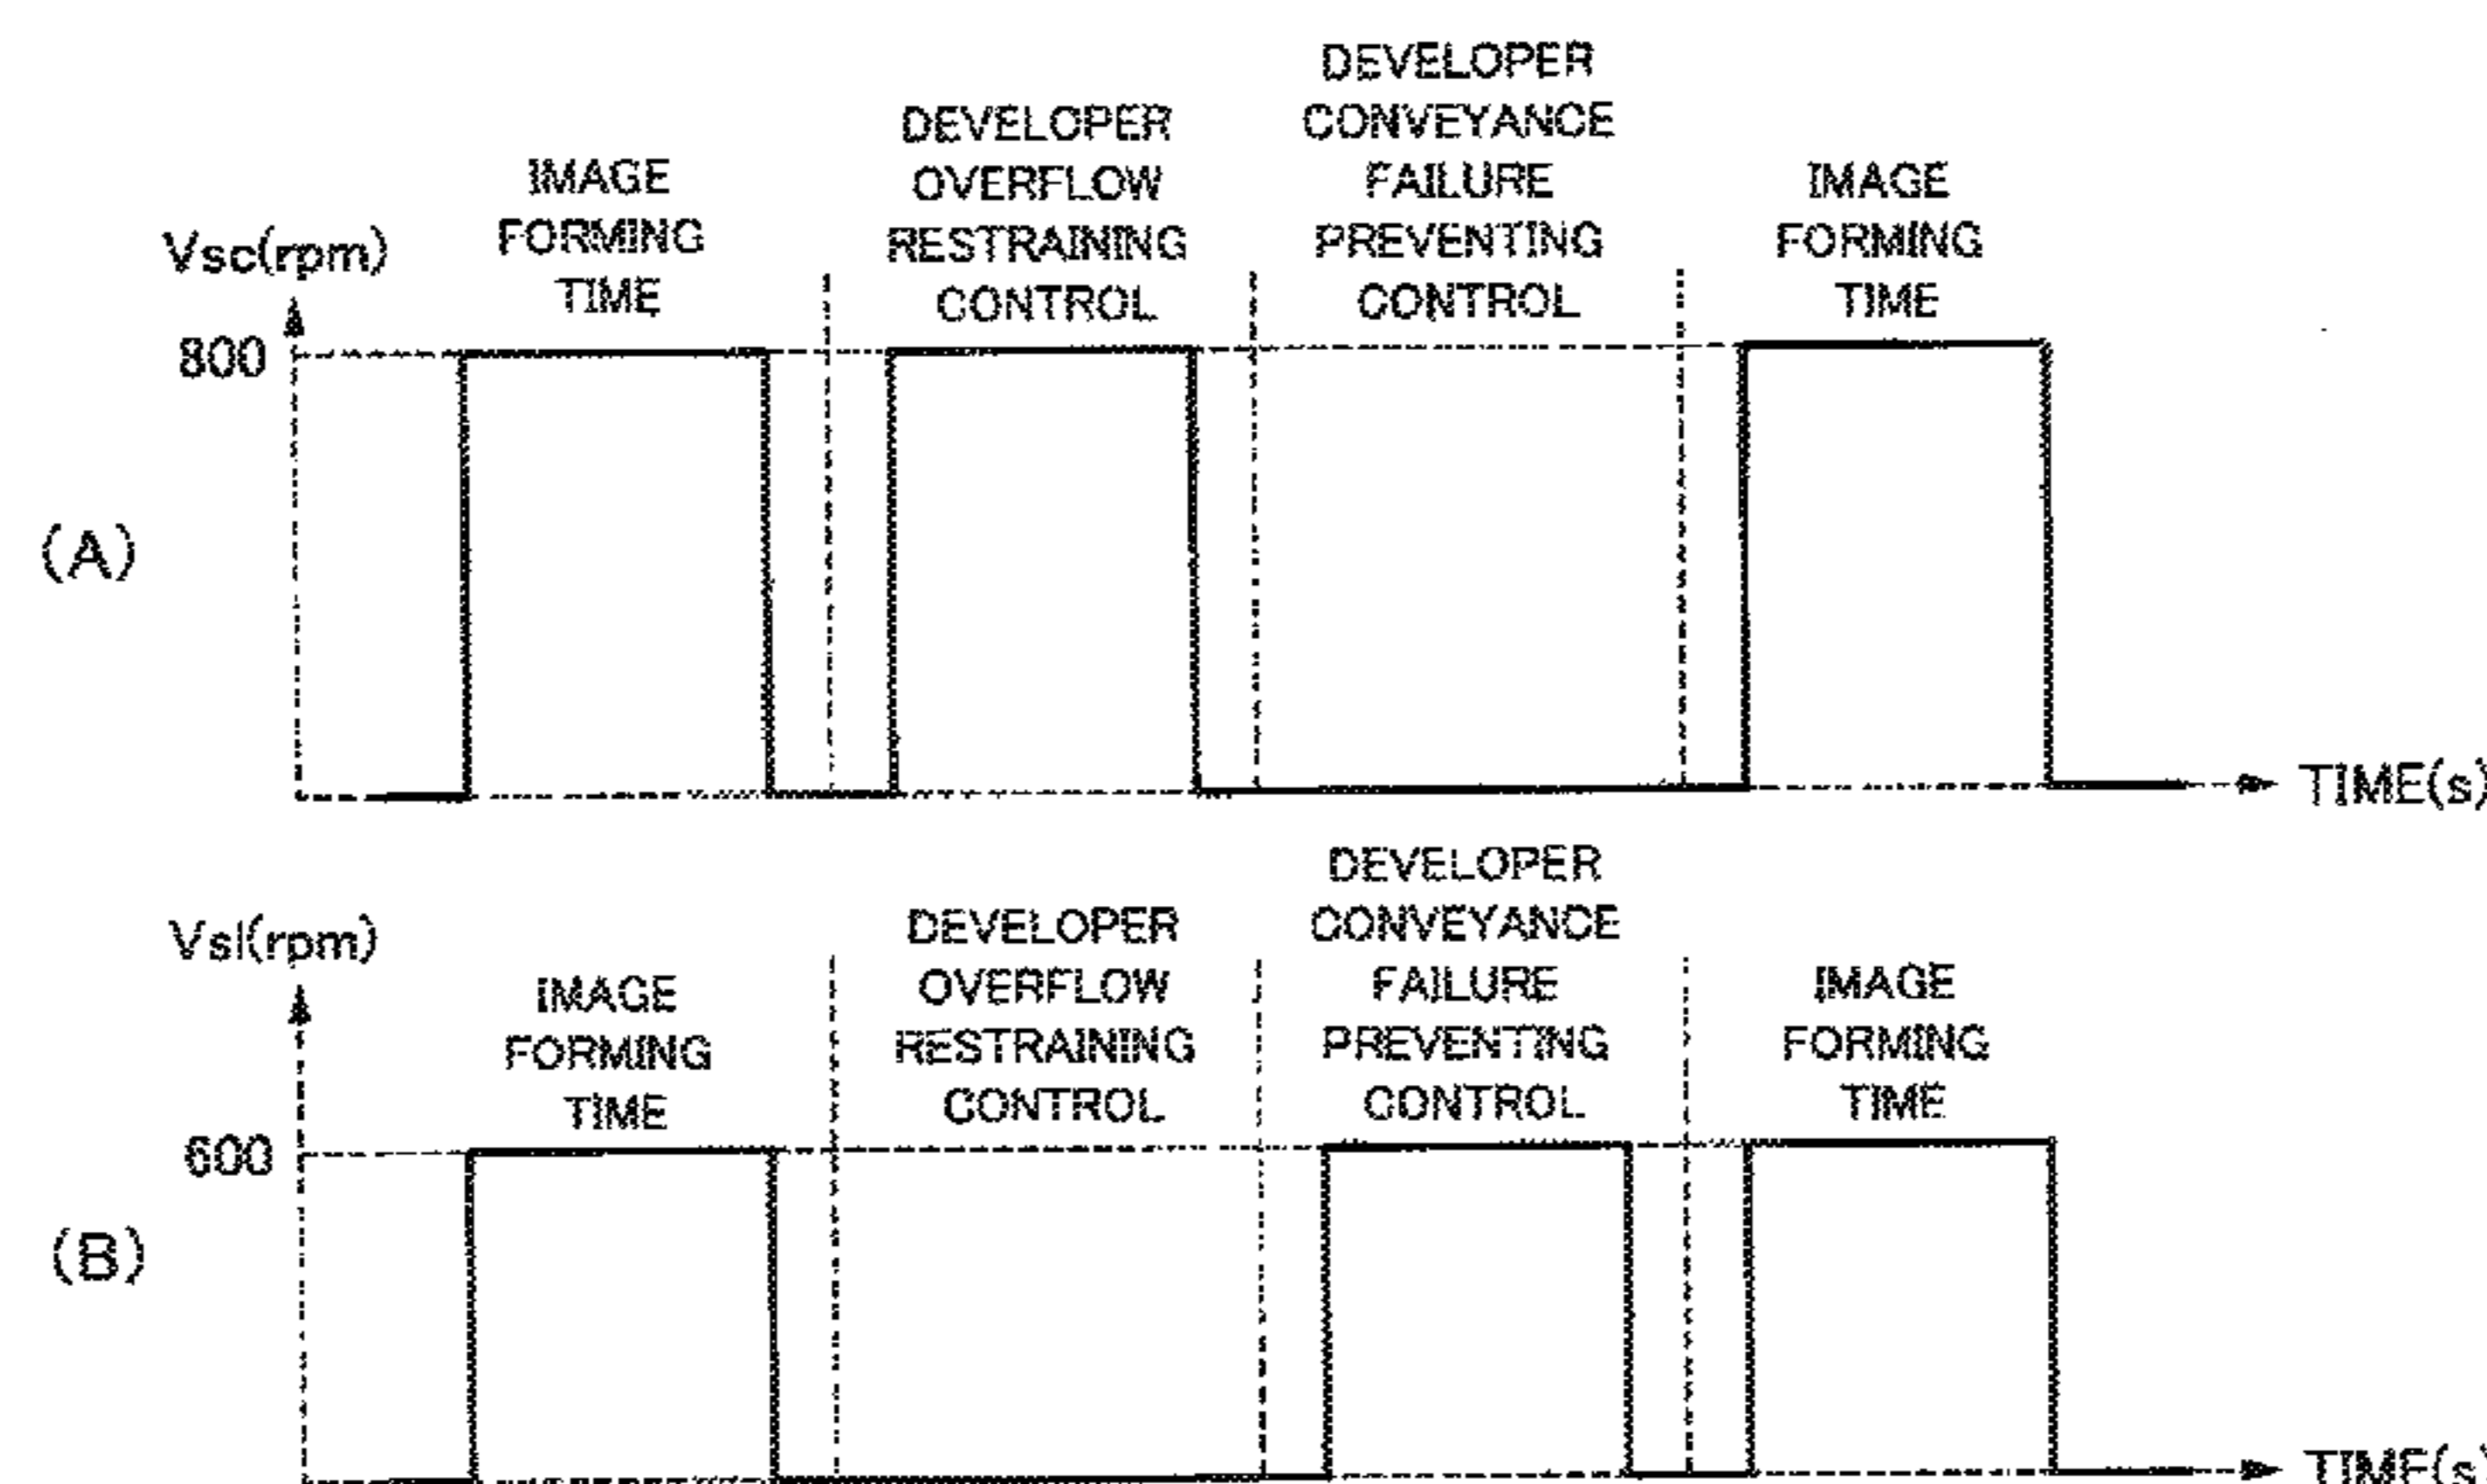 Vsc(rpm)
IMAGE
FORMING
TIME
DEVELOPER
OVERFLOW
RESTRAINING
CONTROL
DEVELOPER
CONVEYANCE
FAILURE
PREVENTING
CONTROL
IMAGE
FORMING
TIME
800
(A)
TIME(s)
Vsl(rpm)
IMAGE
FORMING
TIME
DEVELOPER
OVERFLOW
RESTRAINING
CONTROL
DEVELOPER
CONVEYANCE
FAILURE
PREVENTING
CONTROL
IMAGE
FORMING
TIME
600
(B)
TIME(s)